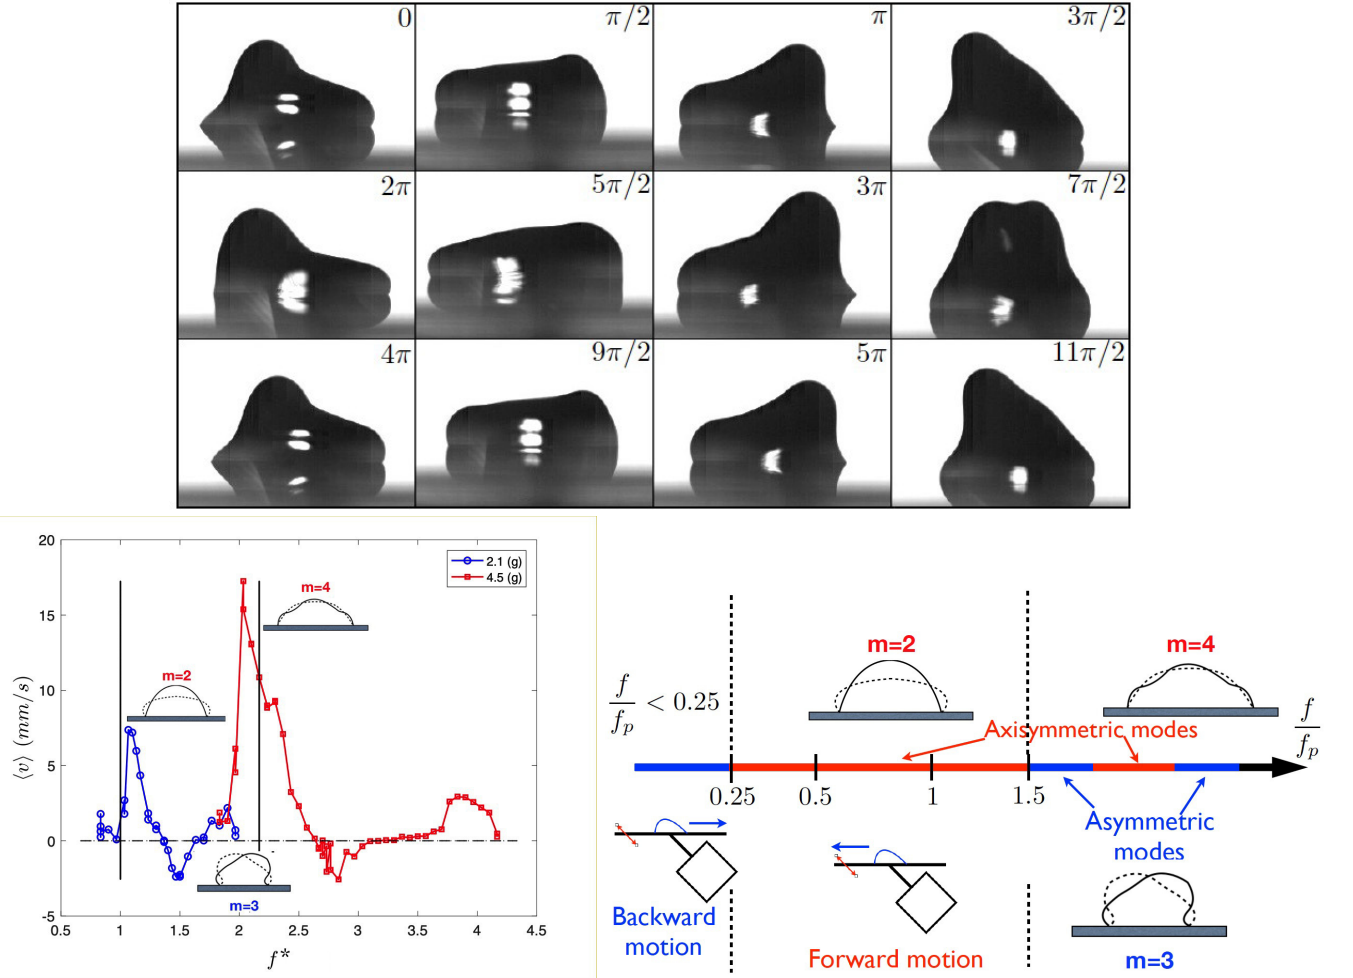 0
π/2
π
3π/2
2π
5π/2
3π
7π/2
4π
9π/2
5π
11π/2
20
15
10
5
0
-5
⟨v⟩ (mm/s)
2.1 (g)
4.5 (g)
m=4
m=2
m=3
0.5
1
1.5
2
2.5
3
3.5
4
4.5
f*
m=2
m=4
f/f_p < 0.25
Axisymmetric modes
f/f_p
0.25
0.5
1
1.5
Asymmetric
modes
Backward
motion
Forward motion
m=3